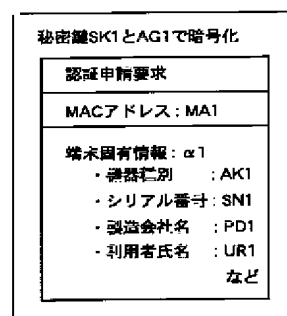 秘密鍵SK1とAG1で暗号化
認証申請要求
MACアドレス：MA1
端末固有情報：α1
・機器種別　：AK1
・シリアル番号：SN1
・製造会社名　：PD1
・利用者氏名　：UR1
など